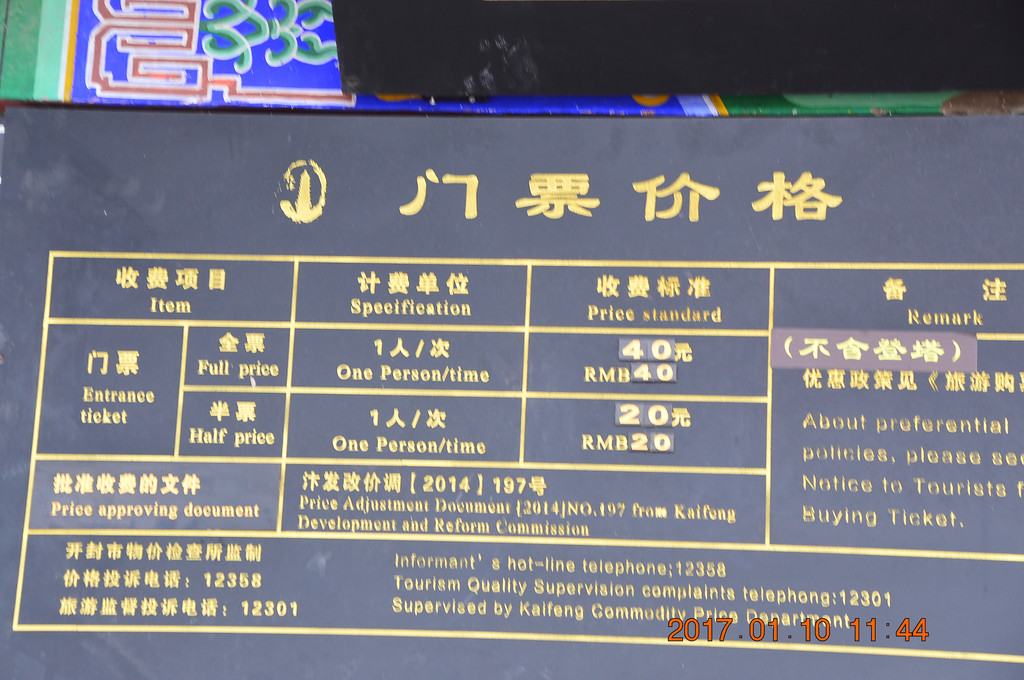 门票价格
收费项目 计费单位 收费标准 备 注
Item Specification Price standard Remark
门票
Entrance
ticket
全票
Full price
1人/次
One Person/time
40元
RMB40
半票
Half price
1人/次
One Person/time
20元
RMB20
(不含登塔)
优惠政策见《旅游购
About preferential
policies, please see
Notice to Tourists f
Buying Ticket.
批准收费的文件
Price approving document
汴发改价调【2014】197号
Price Adjustment Document [2014]NO.197 from Kaifeng
Development and Reform Commission
开封市物价检查所监制
价格投诉电话：12358
旅游监督投诉电话：12301
Informant's hot-line telephone;12358
Tourism Quality Supervision complaints telephong:12301
Supervised by Kaifeng Commodity Price Department
2017.01.10 11:44